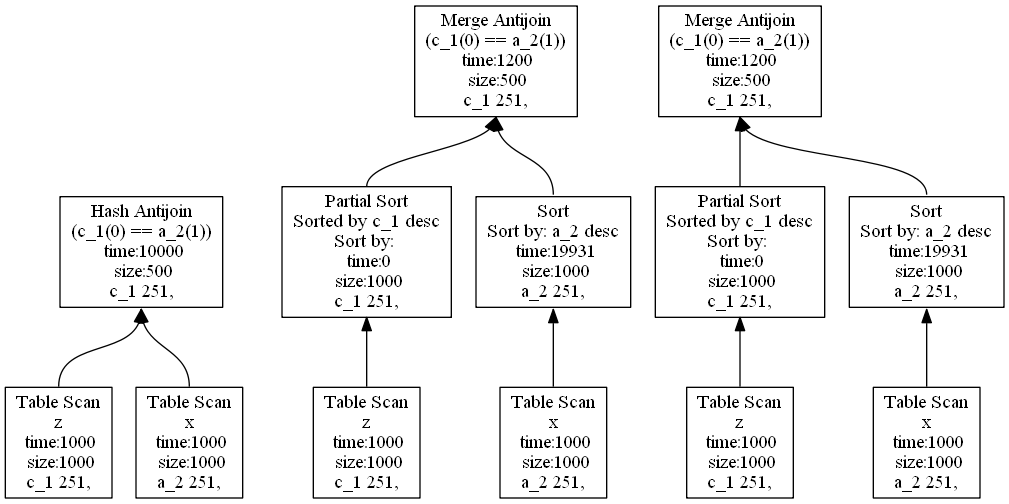 Merge Antijoin
(c_1(0) == a_2(1))
time:1200
size:500
c_1 251,
Merge Antijoin
(c_1(0) == a_2(1))
time:1200
size:500
c_1 251,
Hash Antijoin
(c_1(0) == a_2(1))
time:10000
size:500
c_1 251,
Partial Sort
Sorted by c_1 desc
Sort by:
time:0
size:1000
c_1 251,
Sort
Sort by: a_2 desc
time:19931
size:1000
a_2 251,
Partial Sort
Sorted by c_1 desc
Sort by:
time:0
size:1000
c_1 251,
Sort
Sort by: a_2 desc
time:19931
size:1000
a_2 251,
Table Scan
z
time:1000
size:1000
c_1 251,
Table Scan
x
time:1000
size:1000
a_2 251,
Table Scan
z
time:1000
size:1000
c_1 251,
Table Scan
x
time:1000
size:1000
a_2 251,
Table Scan
z
time:1000
size:1000
c_1 251,
Table Scan
x
time:1000
size:1000
a_2 251,